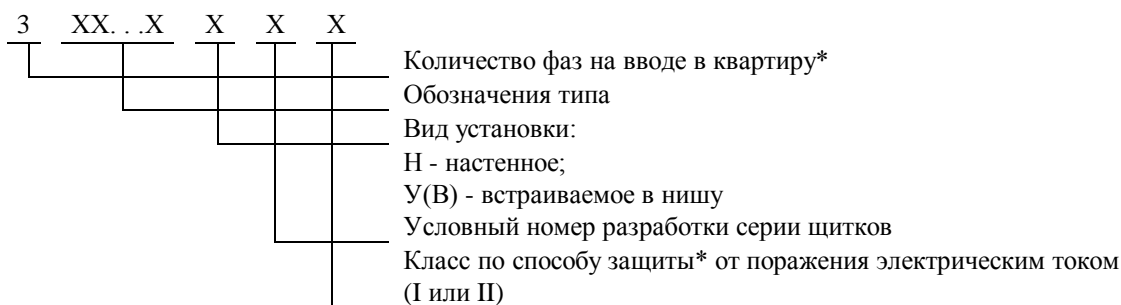 3 XX. . .X X X X
Количество фаз на вводе в квартиру*
Обозначения типа
Вид установки:
Н - настенное;
У(В) - встраиваемое в нишу
Условный номер разработки серии щитков
Класс по способу защиты* от поражения электрическим током
(I или II)